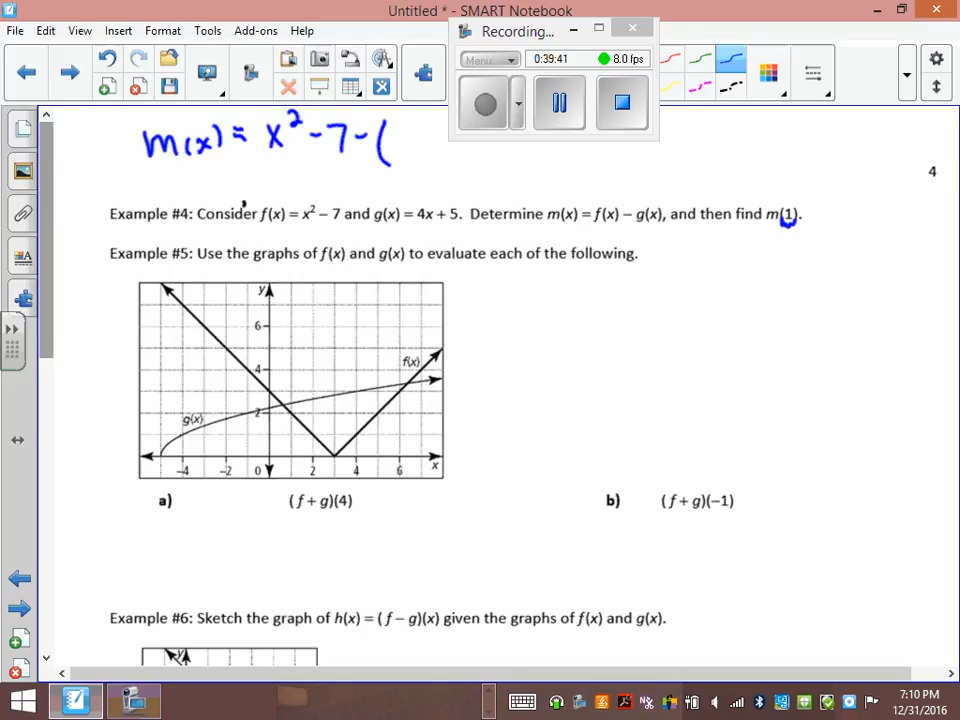 Untitled * - SMART Notebook
File Edit View Insert Format Tools Add-ons Help
Recording...
Menu 0:39:41 8.0 fps
m(x) = x² - 7 - (
4
Example #4: Consider f(x) = x² – 7 and g(x) = 4x + 5. Determine m(x) = f(x) – g(x), and then find m(1).
Example #5: Use the graphs of f(x) and g(x) to evaluate each of the following.
y
6
f(x)
4
g(x)
2
-4 -2 0 2 4 6 x
a) (f + g)(4) b) (f + g)(−1)
Example #6: Sketch the graph of h(x) = (f – g)(x) given the graphs of f(x) and g(x).
y
7:10 PM
12/31/2016